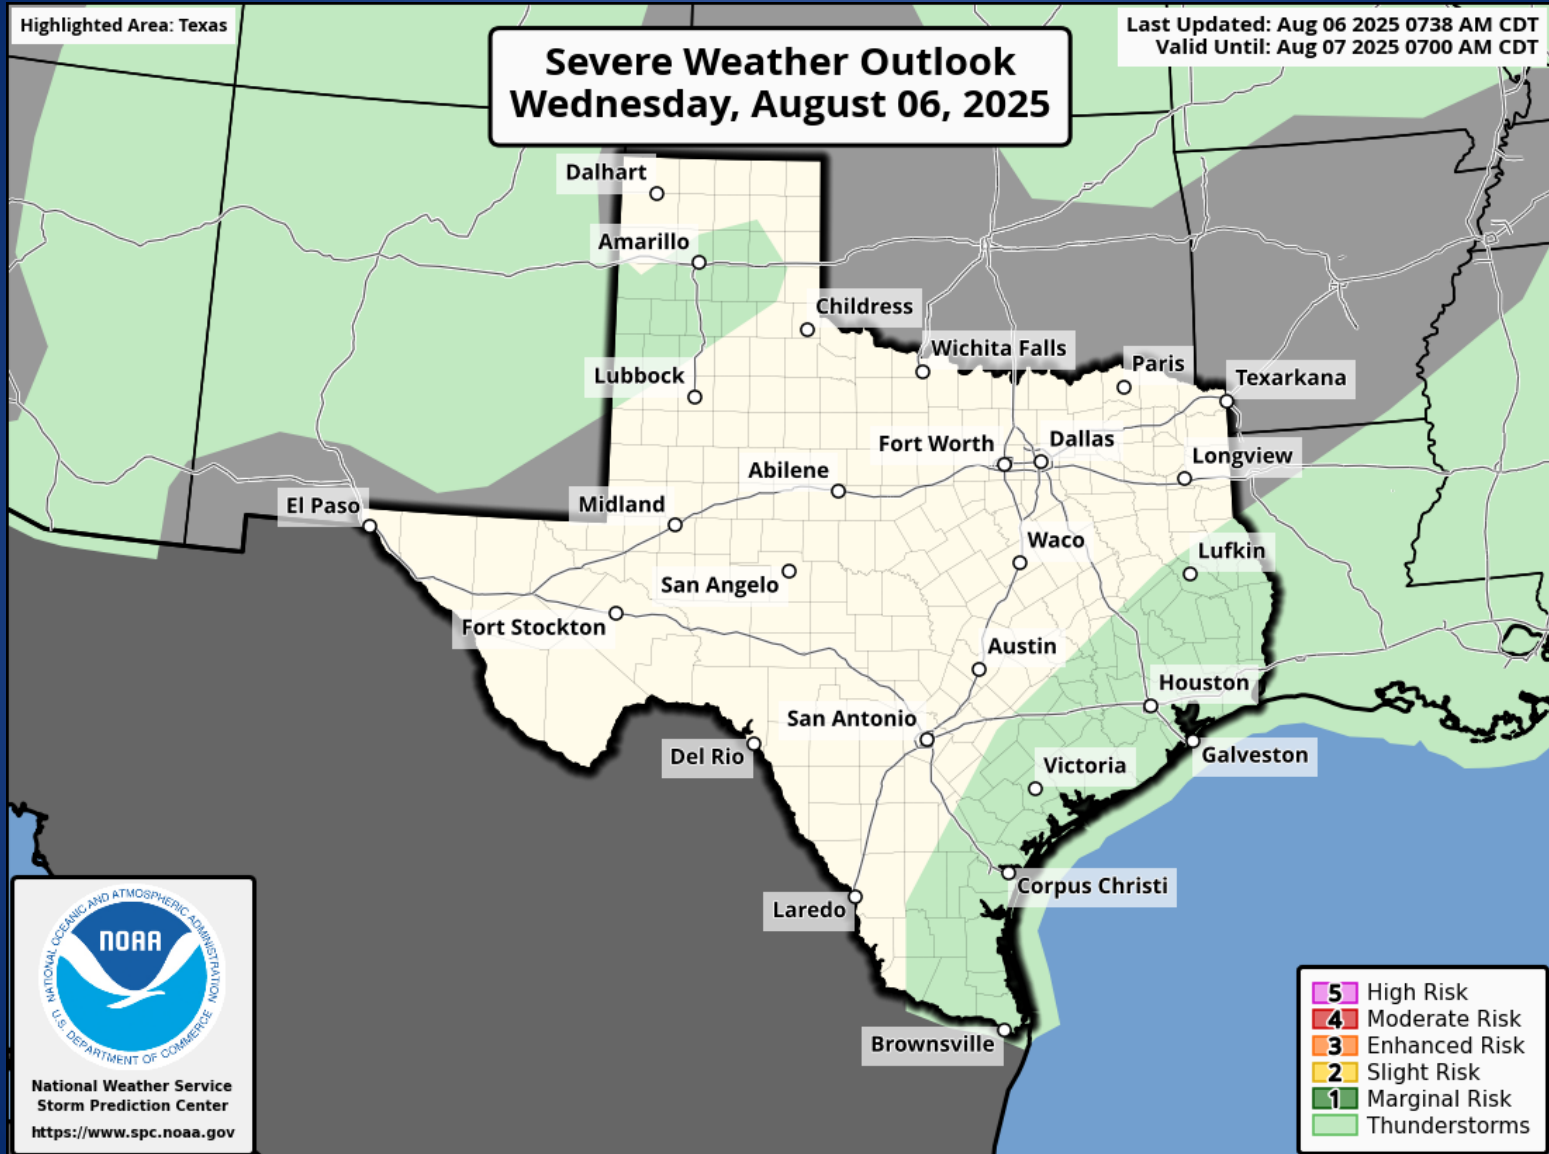 Highlighted Area: Texas
Severe Weather Outlook
Wednesday, August 06, 2025
Last Updated: Aug 06 2025 0738 AM CDT
Valid Until: Aug 07 2025 0700 AM CDT
Dalhart
Amarillo
Childress
Wichita Falls
Paris
Lubbock
Texarkana
Fort Worth
Dallas
Longview
Abilene
El Paso
Midland
Waco
Lufkin
San Angelo
Fort Stockton
Austin
Houston
San Antonio
Del Rio
Galveston
Victoria
Corpus Christi
Laredo
Brownsville
NATIONAL OCEANIC AND ATMOSPHERIC ADMINISTRATION
NOAA
U.S. DEPARTMENT OF COMMERCE
National Weather Service
Storm Prediction Center
https://www.spc.noaa.gov
5 High Risk
4 Moderate Risk
3 Enhanced Risk
2 Slight Risk
1 Marginal Risk
Thunderstorms